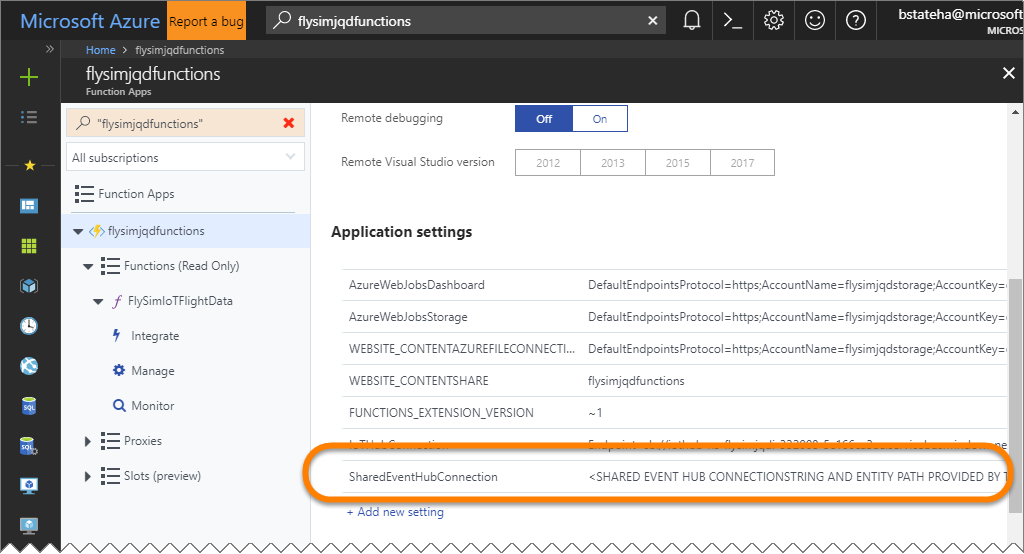 Microsoft Azure
Report a bug
flysimjqdfunctions
bstateha@microsoft
MICROS
Home > flysimjqdfunctions
flysimjqdfunctions
Function Apps
"flysimjqdfunctions"
All subscriptions
Function Apps
flysimjqdfunctions
Functions (Read Only)
FlySimIoTFlightData
Integrate
Manage
Monitor
Proxies
Slots (preview)
Remote debugging Off On
Remote Visual Studio version 2012 2013 2015 2017
Application settings
AzureWebJobsDashboard DefaultEndpointsProtocol=https;AccountName=flysimjqdstorage;AccountKey=
AzureWebJobsStorage DefaultEndpointsProtocol=https;AccountName=flysimjqdstorage;AccountKey=
WEBSITE_CONTENTAZUREFILECONNECTI... DefaultEndpointsProtocol=https;AccountName=flysimjqdstorage;AccountKey=
WEBSITE_CONTENTSHARE flysimjqdfunctions
FUNCTIONS_EXTENSION_VERSION ~1
IoTHubConnection
SharedEventHubConnection <SHARED EVENT HUB CONNECTIONSTRING AND ENTITY PATH PROVIDED BY T
+ Add new setting